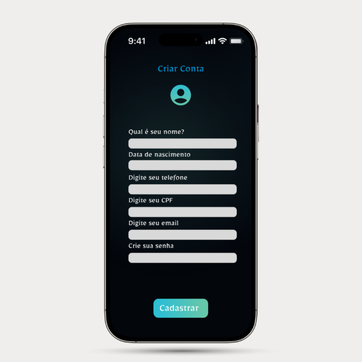 9:41
Criar Conta
Qual é seu nome?
Data de nascimento
Digite seu telefone
Digite seu CPF
Digite seu email
Crie sua senha
Cadastrar